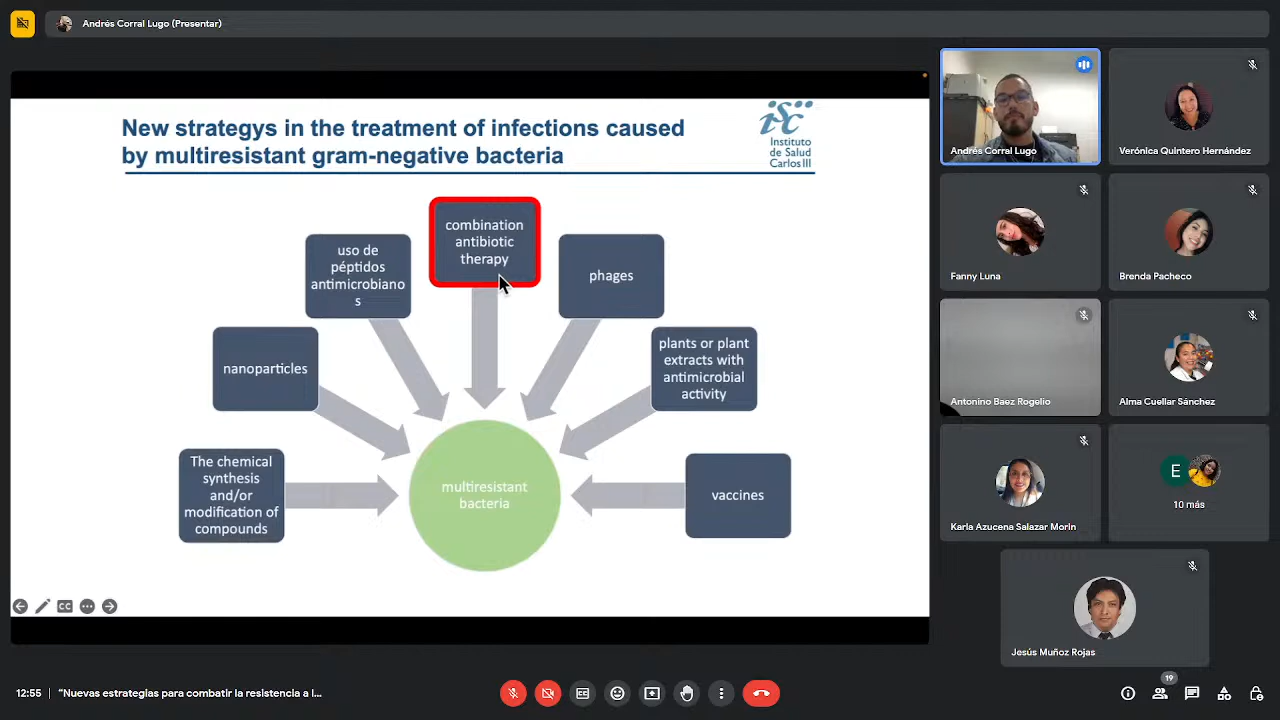 Andrés Corral Lugo (Presentar)
New strategys in the treatment of infections caused
by multiresistant gram-negative bacteria
isc
Instituto
de Salud
Carlos III
combination
antibiotic
therapy
uso de
péptidos
antimicrobiano
s
phages
nanoparticles
plants or plant
extracts with
antimicrobial
activity
The chemical
synthesis
and/or
modification of
compounds
multiresistant
bacteria
vaccines
CC
Andrés Corral Lugo
Verónica Quintero Hernández
Fanny Luna
Brenda Pacheco
Antonino Baez Rogelio
Alma Cuellar Sánchez
Karla Azucena Salazar Morín
E
10 más
Jesús Muñoz Rojas
12:55
"Nuevas estrategias para combatir la resistencia a l...
19